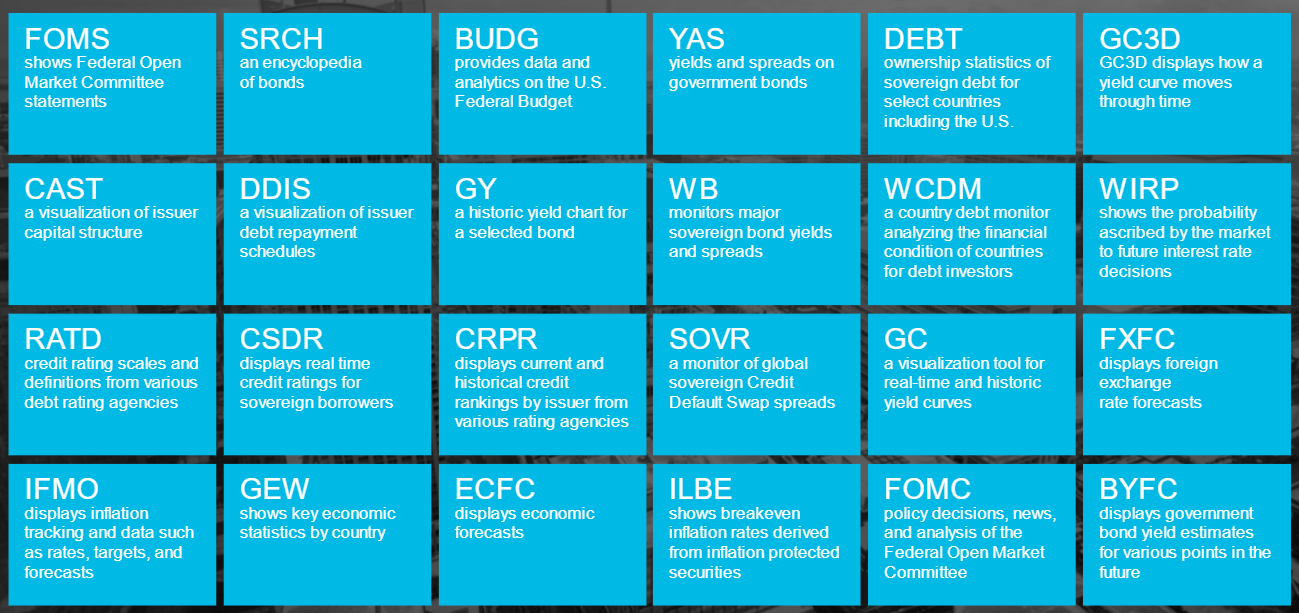 FOMS
shows Federal Open
Market Committee
statements
SRCH
an encyclopedia
of bonds
BUDG
provides data and
analytics on the U.S.
Federal Budget
YAS
yields and spreads on
government bonds
DEBT
ownership statistics of
sovereign debt for
select countries
including the U.S.
GC3D
GC3D displays how a
yield curve moves
through time
CAST
a visualization of issuer
capital structure
DDIS
a visualization of issuer
debt repayment
schedules
GY
a historic yield chart for
a selected bond
WB
monitors major
sovereign bond yields
and spreads
WCDM
a country debt monitor
analyzing the financial
condition of countries
for debt investors
WIRP
shows the probability
ascribed by the market
to future interest rate
decisions
RATD
credit rating scales and
definitions from various
debt rating agencies
CSDR
displays real time
credit ratings for
sovereign borrowers
CRPR
displays current and
historical credit
rankings by issuer from
various rating agencies
SOVR
a monitor of global
sovereign Credit
Default Swap spreads
GC
a visualization tool for
real-time and historic
yield curves
FXFC
displays foreign
exchange
rate forecasts
IFMO
displays inflation
tracking and data such
as rates, targets, and
forecasts
GEW
shows key economic
statistics by country
ECFC
displays economic
forecasts
ILBE
shows breakeven
inflation rates derived
from inflation protected
securities
FOMC
policy decisions, news,
and analysis of the
Federal Open Market
Committee
BYFC
displays government
bond yield estimates
for various points in the
future